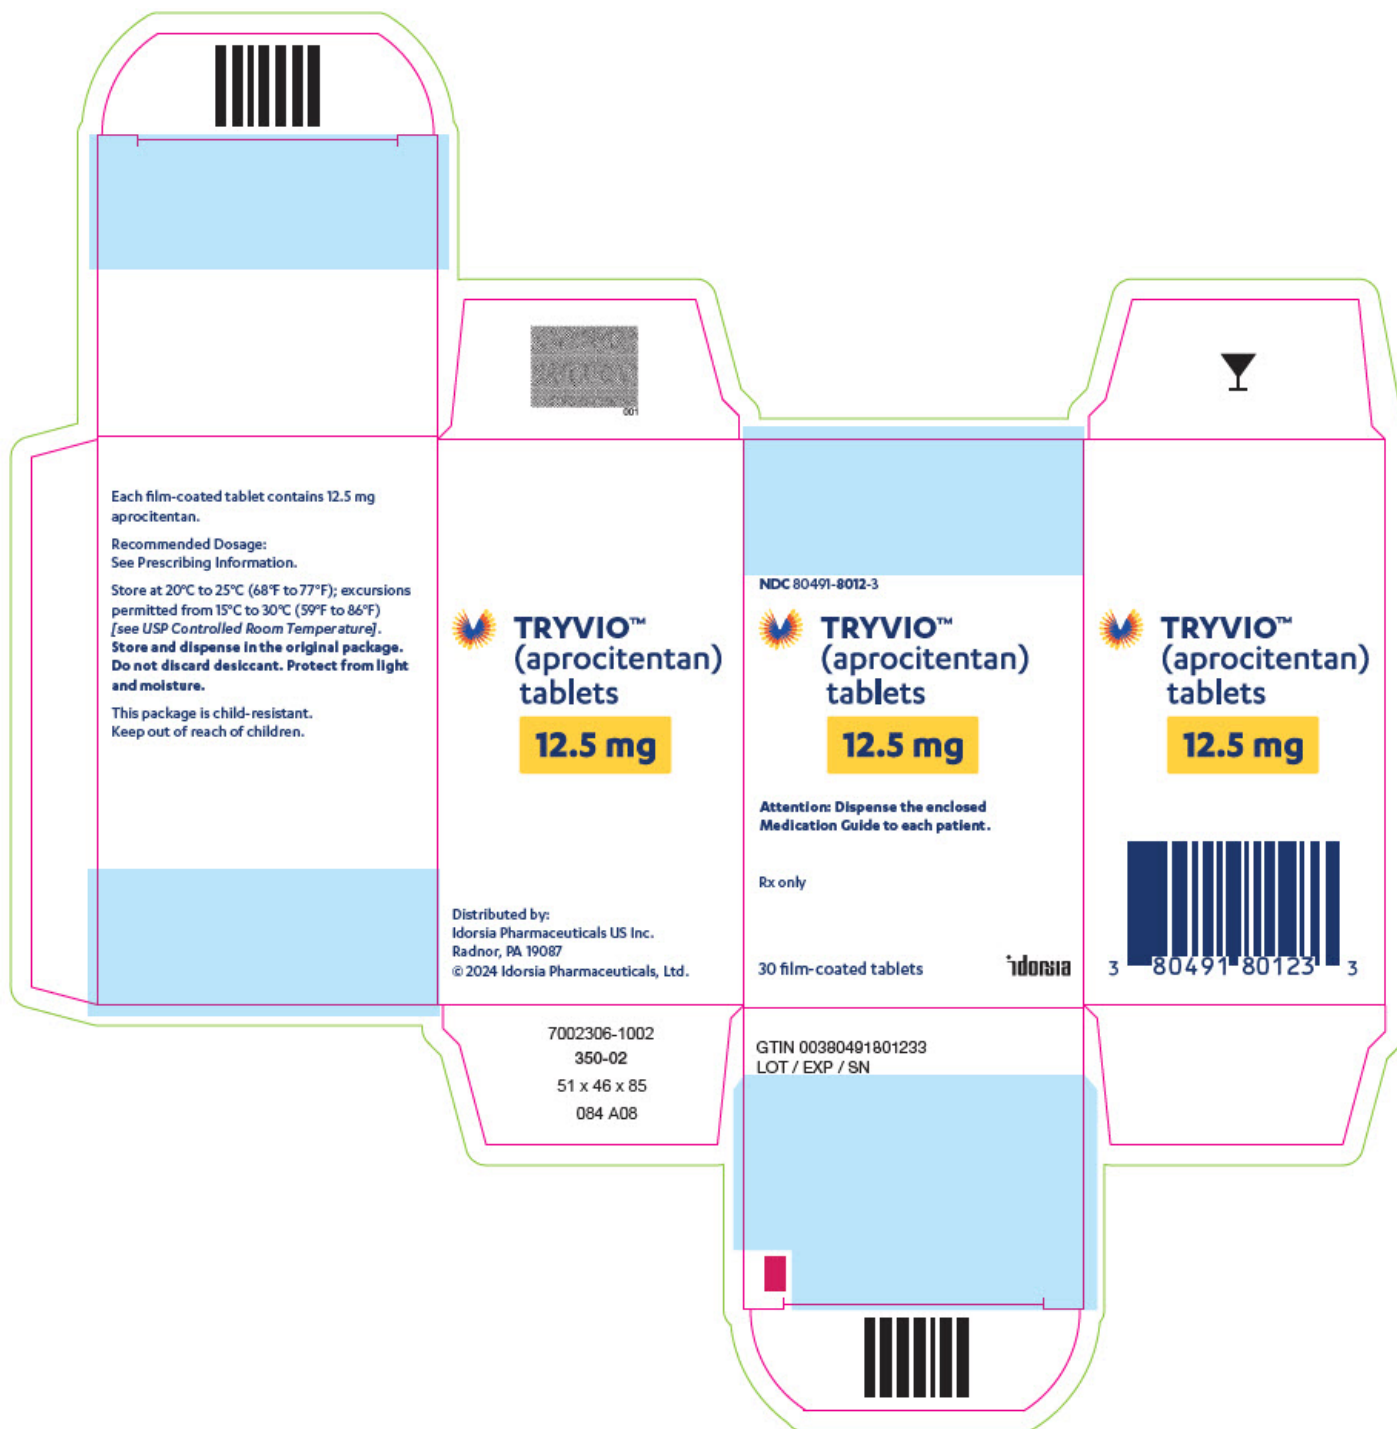 001
Each film-coated tablet contains 12.5 mg
aprocitentan.
Recommended Dosage:
See Prescribing Information.
Store at 20°C to 25°C (68°F to 77°F); excursions
permitted from 15°C to 30°C (59°F to 86°F)
[see USP Controlled Room Temperature].
Store and dispense in the original package.
Do not discard desiccant. Protect from light
and moisture.
This package is child-resistant.
Keep out of reach of children.
TRYVIO™
(aprocitentan)
tablets
12.5 mg
Distributed by:
Idorsia Pharmaceuticals US Inc.
Radnor, PA 19087
© 2024 Idorsia Pharmaceuticals, Ltd.
7002306-1002
350-02
51 x 46 x 85
084 A08
NDC 80491-8012-3
TRYVIO™
(aprocitentan)
tablets
12.5 mg
Attention: Dispense the enclosed
Medication Guide to each patient.
Rx only
30 film-coated tablets
idorsia
GTIN 00380491801233
LOT / EXP / SN
TRYVIO™
(aprocitentan)
tablets
12.5 mg
3 80491 80123 3